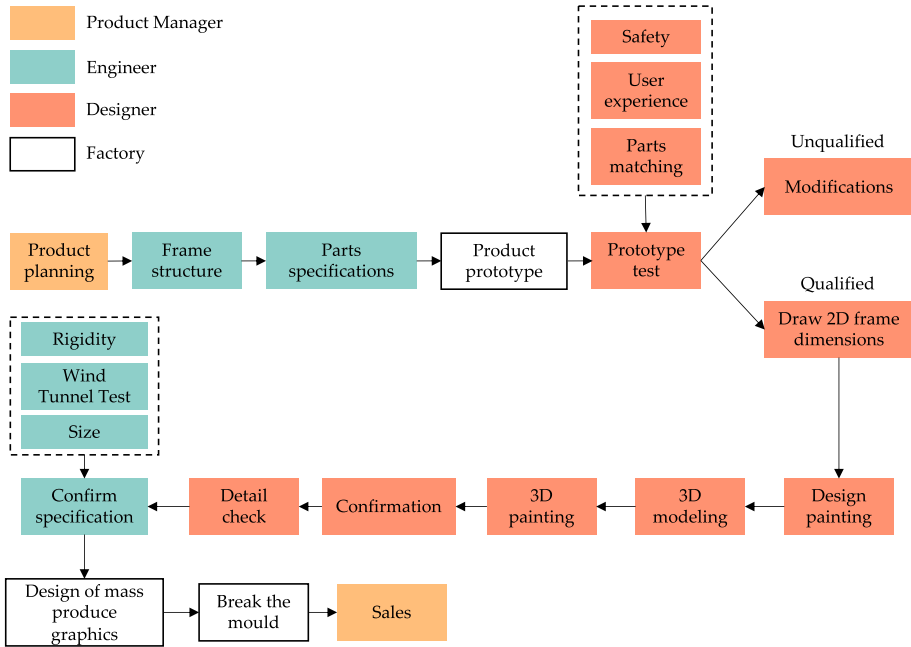 Product Manager
Engineer
Designer
Factory
Safety
User
experience
Parts
matching
Unqualified
Modifications
Product
planning
Frame
structure
Parts
specifications
Product
prototype
Prototype
test
Qualified
Draw 2D frame
dimensions
Rigidity
Wind
Tunnel Test
Size
Confirm
specification
Detail
check
Confirmation
3D
painting
3D
modeling
Design
painting
Design of mass
produce
graphics
Break the
mould
Sales